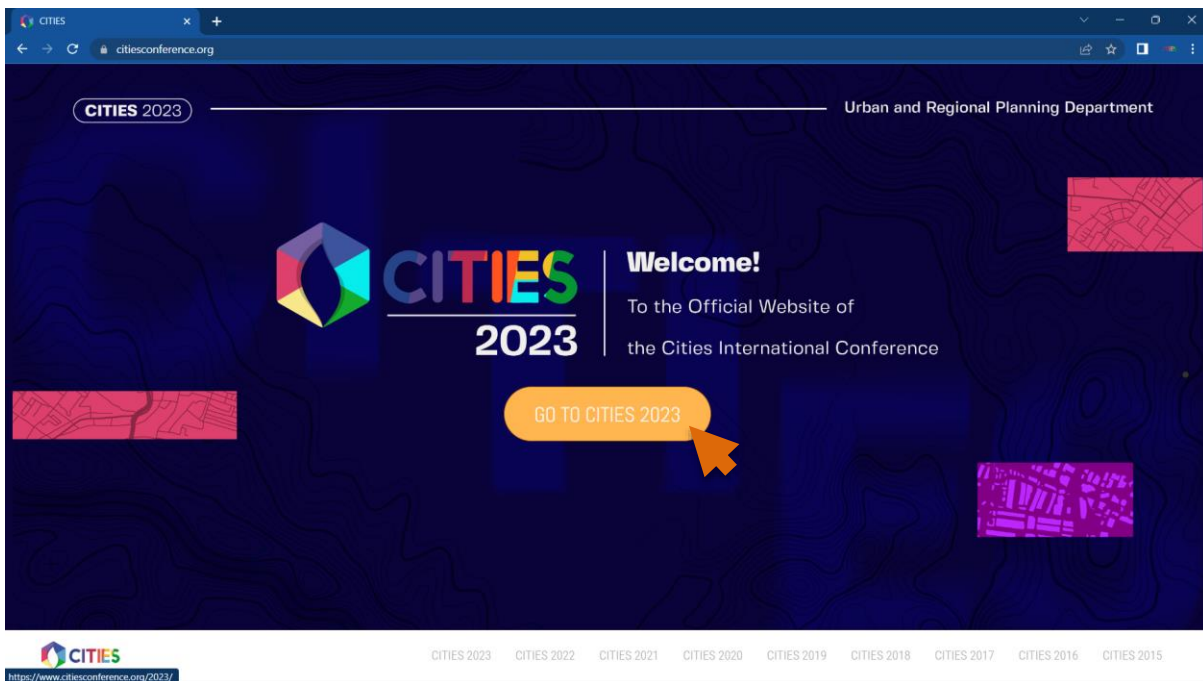 CITIES
citiesconference.org
CITIES 2023
Urban and Regional Planning Department
CITIES
2023
Welcome!
To the Official Website of
the Cities International Conference
GO TO CITIES 2023
CITIES
CITIES 2023 CITIES 2022 CITIES 2021 CITIES 2020 CITIES 2019 CITIES 2018 CITIES 2017 CITIES 2016 CITIES 2015
https://www.citiesconference.org/2023/